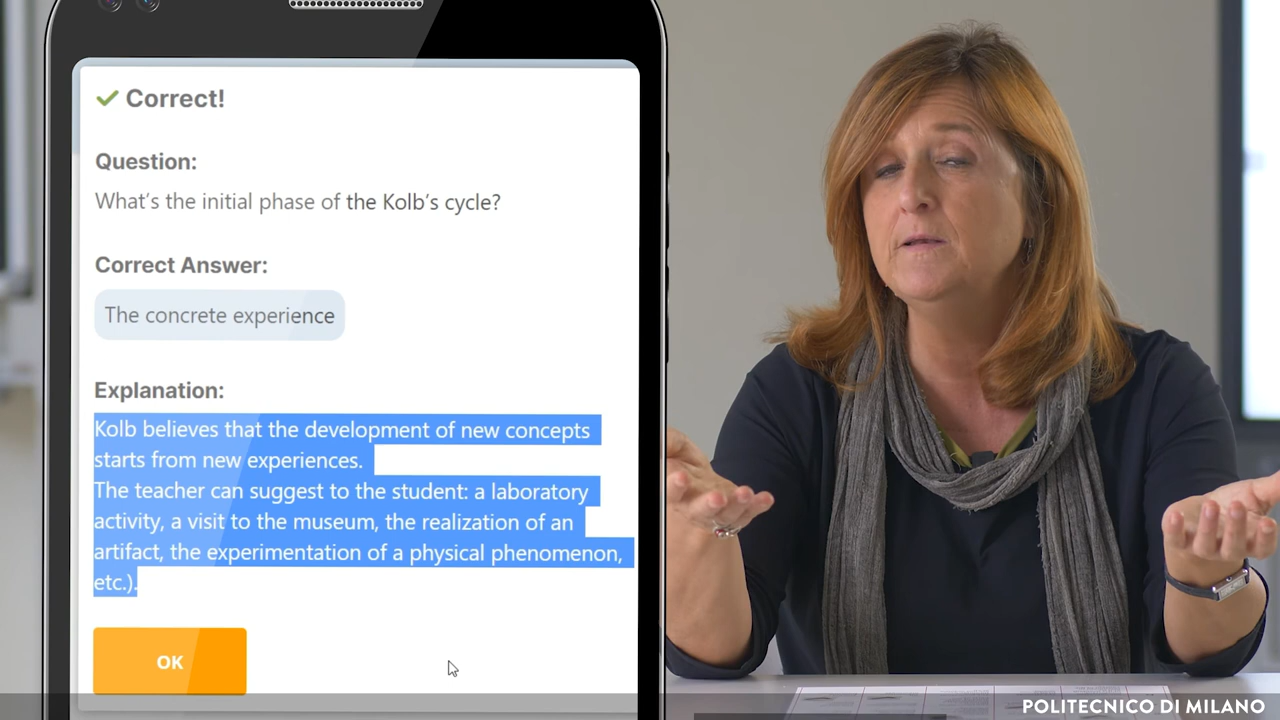 Correct!
Question:
What's the initial phase of the Kolb's cycle?
Correct Answer:
The concrete experience
Explanation:
Kolb believes that the development of new concepts
starts from new experiences.
The teacher can suggest to the student: a laboratory
activity, a visit to the museum, the realization of an
artifact, the experimentation of a physical phenomenon,
etc.).
OK
POLITECNICO DI MILANO